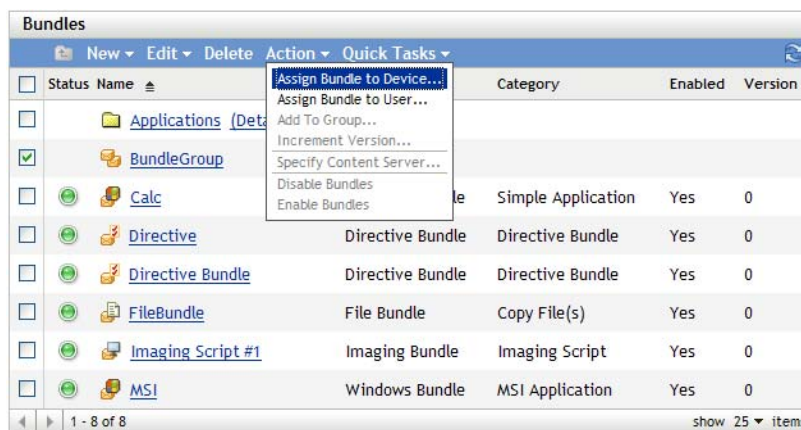 Bundles
New Edit Delete Action Quick Tasks
Status Name Category Enabled Version
Assign Bundle to Device...
Assign Bundle to User...
Add To Group...
Increment Version...
Specify Content Server...
Disable Bundles
Enable Bundles
Applications
BundleGroup
Calc Simple Application Yes 0
Directive Directive Bundle Directive Bundle Yes 0
Directive Bundle Directive Bundle Directive Bundle Yes 0
FileBundle File Bundle Copy File(s) Yes 0
Imaging Script #1 Imaging Bundle Imaging Script Yes 0
MSI Windows Bundle MSI Application Yes 0
1 - 8 of 8 show 25 items